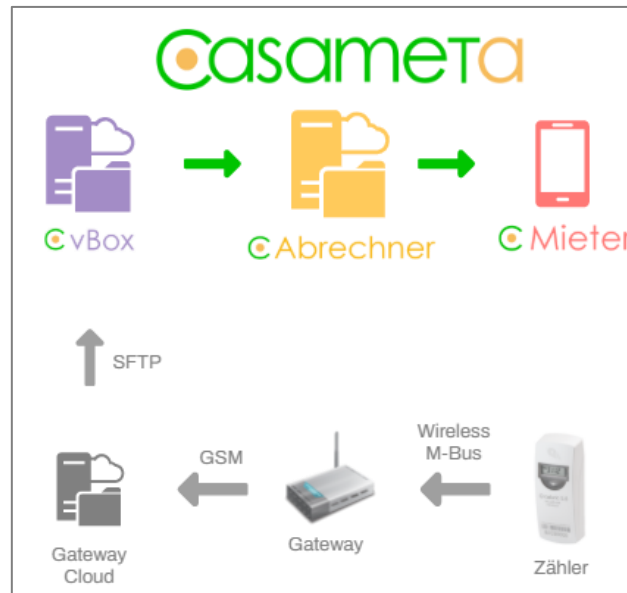 Casameta
vBox
Abrechner
Mieter
SFTP
GSM
Wireless
M-Bus
Gateway
Cloud
Gateway
Zähler